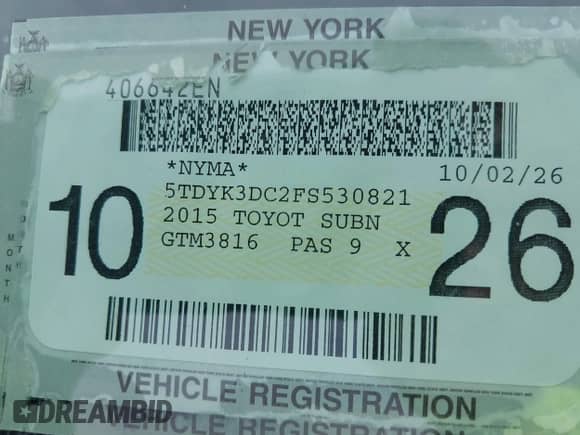 NEW YORK
NEW YORK
406642EN
*NYMA* 10/02/26
5TDYK3DC2FS530821
2015 TOYOT SUBN
GTM3816 PAS 9 X
10 26
MONTH
VEHICLE REGISTRATION
VEHICLE REGISTRATION
DREAMBID